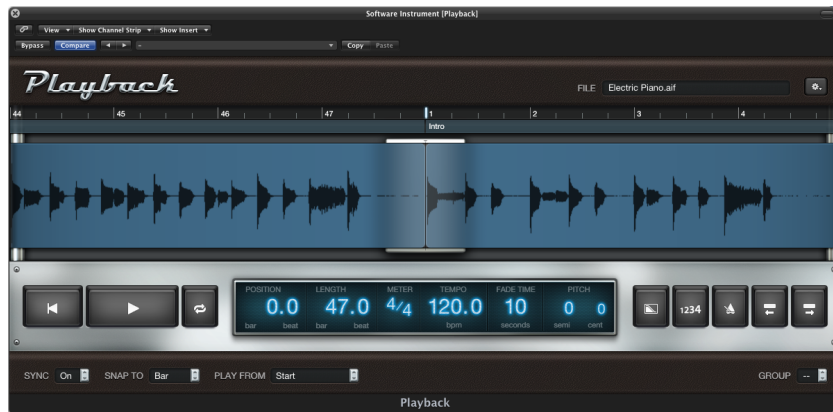 Software Instrument [Playback]
View Show Channel Strip Show Insert
Bypass Compare - Copy Paste
Playback FILE Electric Piano.aif
44 45 46 47 1 2 3 4
Intro
POSITION LENGTH METER TEMPO FADE TIME PITCH
0.0 47.0 4/4 120.0 10 0 0
bar beat bar beat bpm seconds semi cent
1234
SYNC On SNAP TO Bar PLAY FROM Start GROUP --
Playback